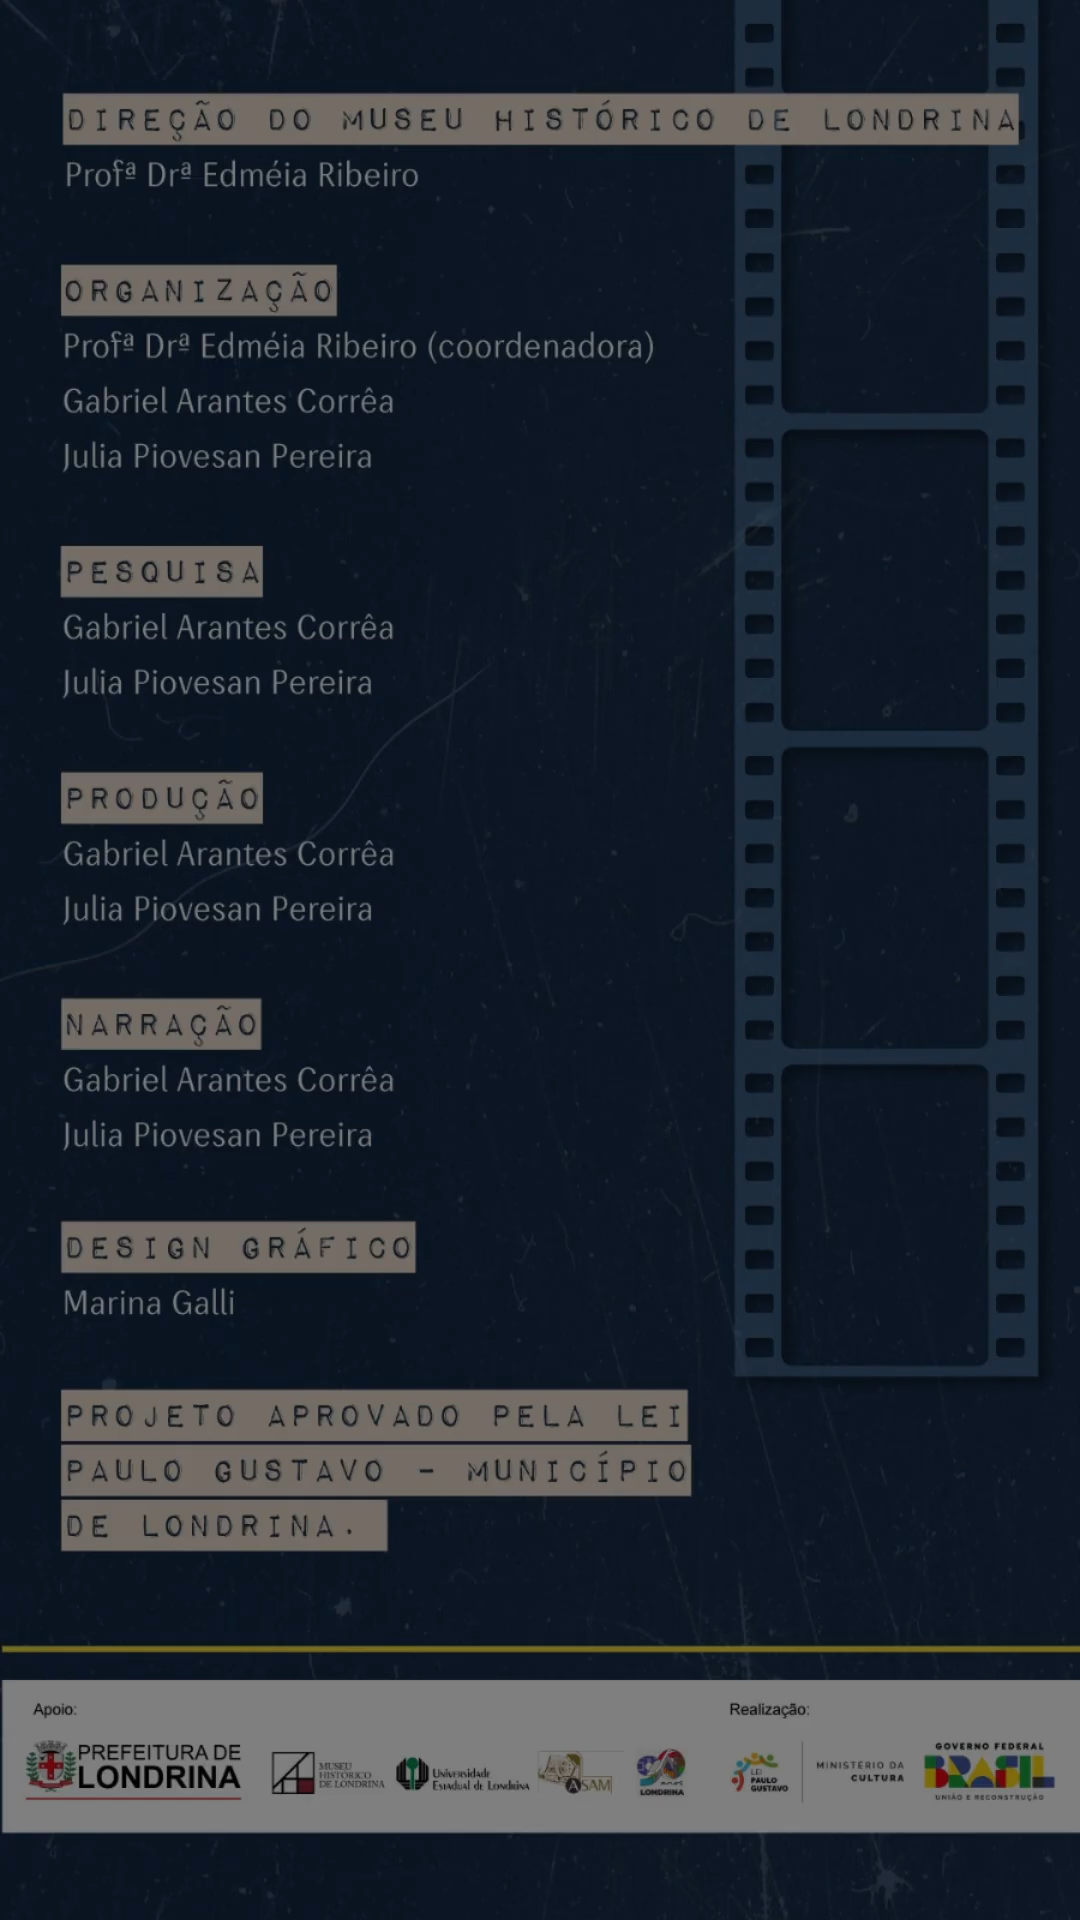 DIREÇÃO DO MUSEU HISTÓRICO DE LONDRINA
Profª Drª Edméia Ribeiro
ORGANIZAÇÃO
Profª Drª Edméia Ribeiro (coordenadora)
Gabriel Arantes Corrêa
Julia Piovesan Pereira
PESQUISA
Gabriel Arantes Corrêa
Julia Piovesan Pereira
PRODUÇÃO
Gabriel Arantes Corrêa
Julia Piovesan Pereira
NARRAÇÃO
Gabriel Arantes Corrêa
Julia Piovesan Pereira
DESIGN GRÁFICO
Marina Galli
PROJETO APROVADO PELA LEI
PAULO GUSTAVO - MUNICÍPIO
DE LONDRINA.
Apoio:
PREFEITURA DE
LONDRINA
MUSEU
HISTÓRICO
DE LONDRINA
Universidade
Estadual de Londrina
ASAM
90
anos
LONDRINA
Realização:
LEI
PAULO
GUSTAVO
MINISTÉRIO DA
CULTURA
GOVERNO FEDERAL
BRASIL
UNIÃO E RECONSTRUÇÃO